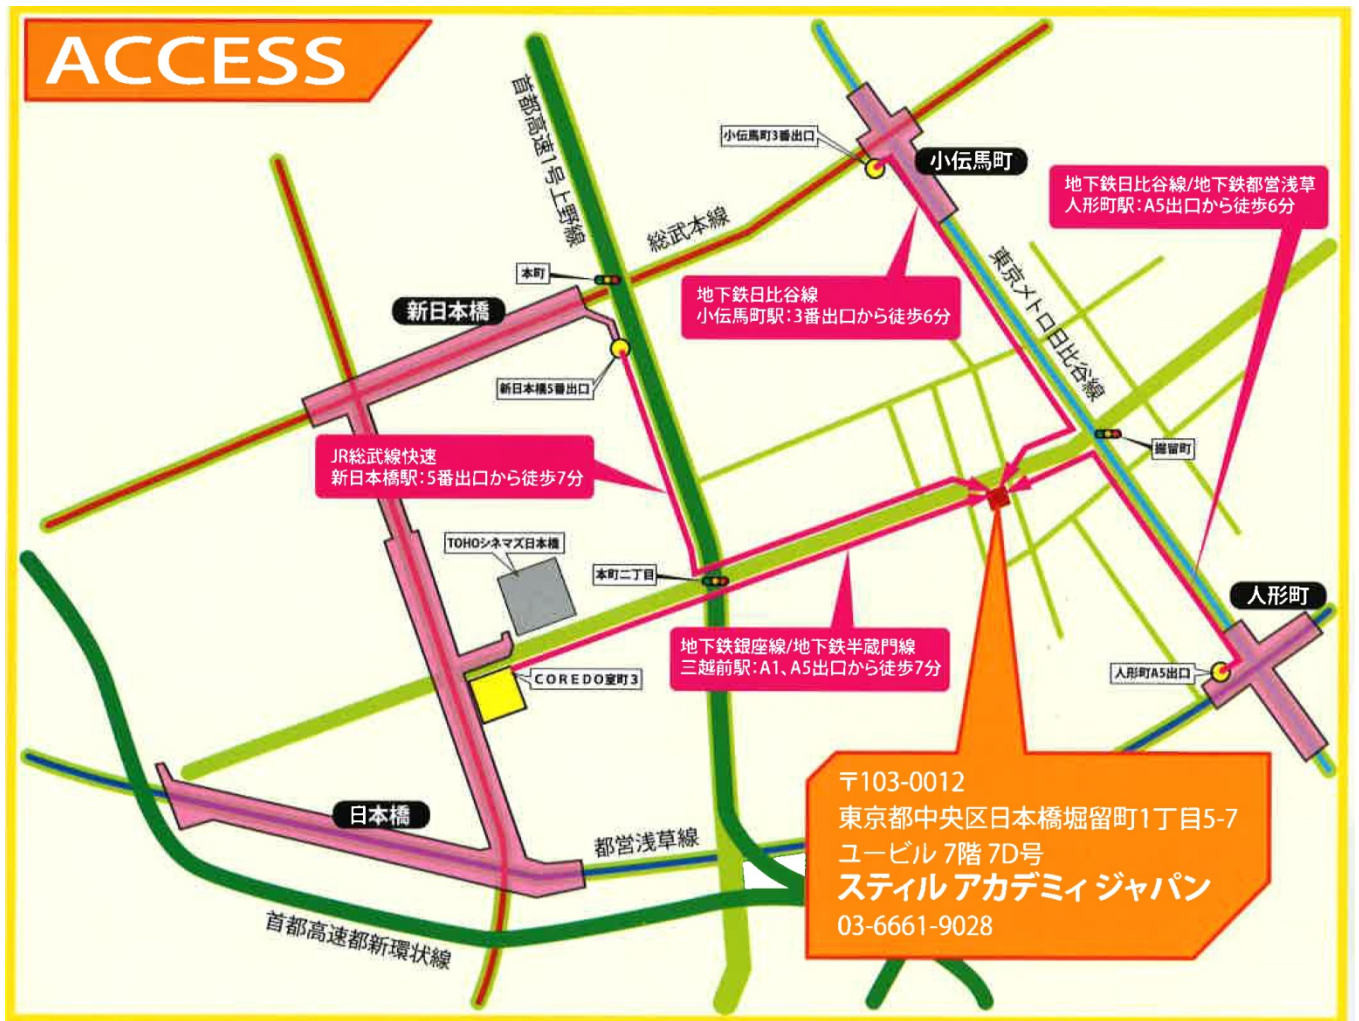 ACCESS
首都高速1号上野線
小伝馬町3番出口
小伝馬町
地下鉄日比谷線/地下鉄都営浅草
人形町駅:A5出口から徒歩6分
総武本線
本町
新日本橋
地下鉄日比谷線
小伝馬町駅:3番出口から徒歩6分
東京メトロ日比谷線
新日本橋5番出口
堀留町
JR総武線快速
新日本橋駅:5番出口から徒歩7分
TOHOシネマズ日本橋
本町二丁目
人形町
地下鉄銀座線/地下鉄半蔵門線
三越前駅:A1、A5出口から徒歩7分
COREDO室町3
人形町A5出口
日本橋
都営浅草線
首都高速都新環状線
〒103-0012
東京都中央区日本橋堀留町1丁目5-7
ユービル 7階 7D号
スティル アカデミィ ジャパン
03-6661-9028